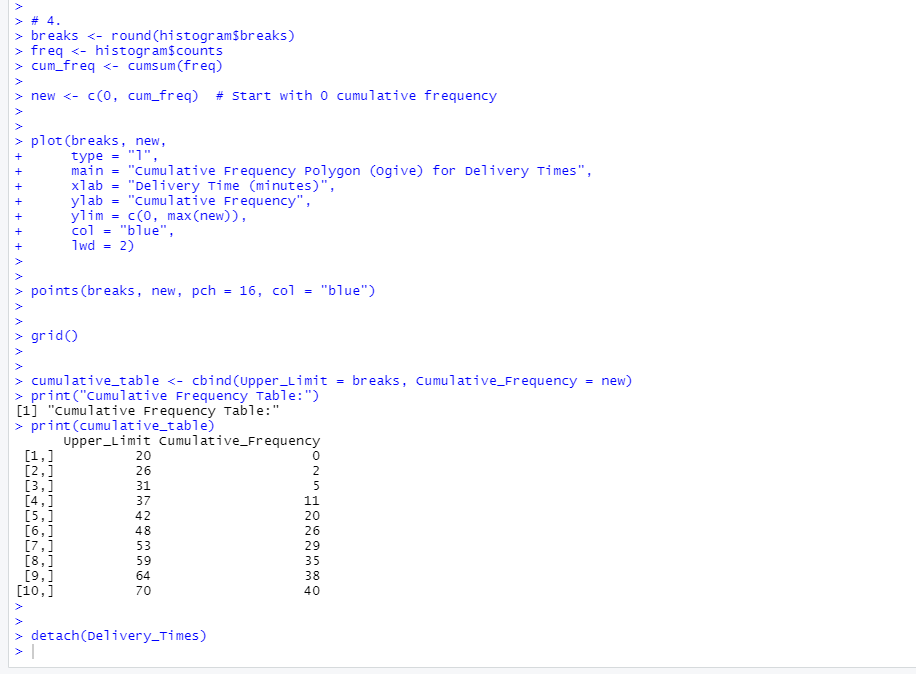 >
> # 4.
> breaks <- round(histogram$breaks)
> freq <- histogram$counts
> cum_freq <- cumsum(freq)
>
> new <- c(0, cum_freq)  # Start with 0 cumulative frequency
>
>
> plot(breaks, new,
+      type = "l",
+      main = "Cumulative Frequency Polygon (Ogive) for Delivery Times",
+      xlab = "Delivery Time (minutes)",
+      ylab = "Cumulative Frequency",
+      ylim = c(0, max(new)),
+      col = "blue",
+      lwd = 2)
>
>
> points(breaks, new, pch = 16, col = "blue")
>
>
> grid()
>
>
> cumulative_table <- cbind(Upper_Limit = breaks, Cumulative_Frequency = new)
> print("Cumulative Frequency Table:")
[1] "Cumulative Frequency Table:"
> print(cumulative_table)
      Upper_Limit Cumulative_Frequency
 [1,]          20                    0
 [2,]          26                    2
 [3,]          31                    5
 [4,]          37                   11
 [5,]          42                   20
 [6,]          48                   26
 [7,]          53                   29
 [8,]          59                   35
 [9,]          64                   38
[10,]          70                   40
>
>
> detach(Delivery_Times)
>